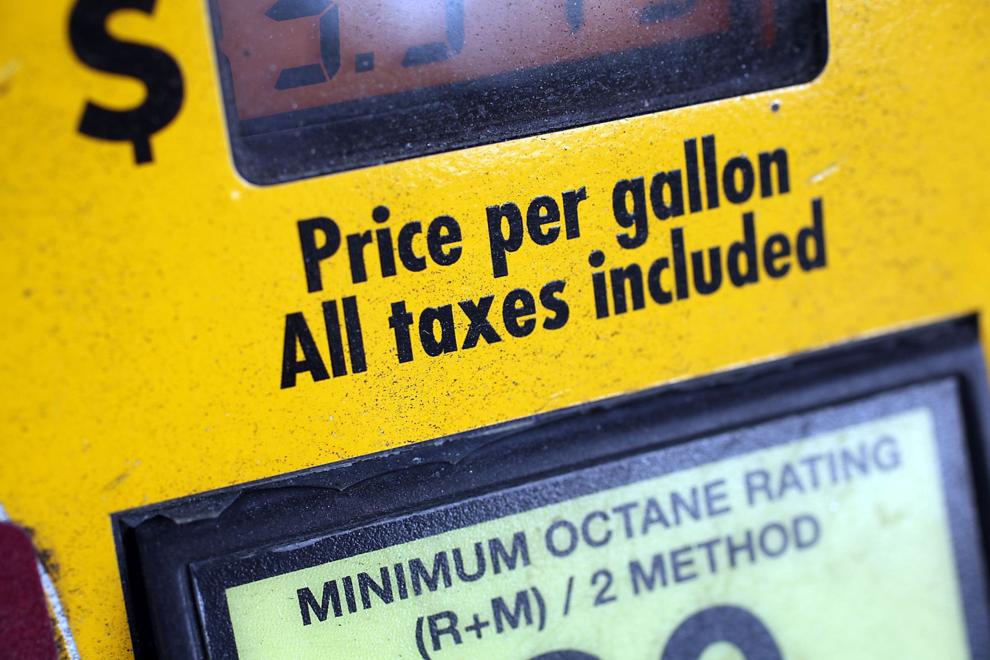 $
Price per gallon
All taxes included
MINIMUM OCTANE RATING
(R+M) / 2 METHOD